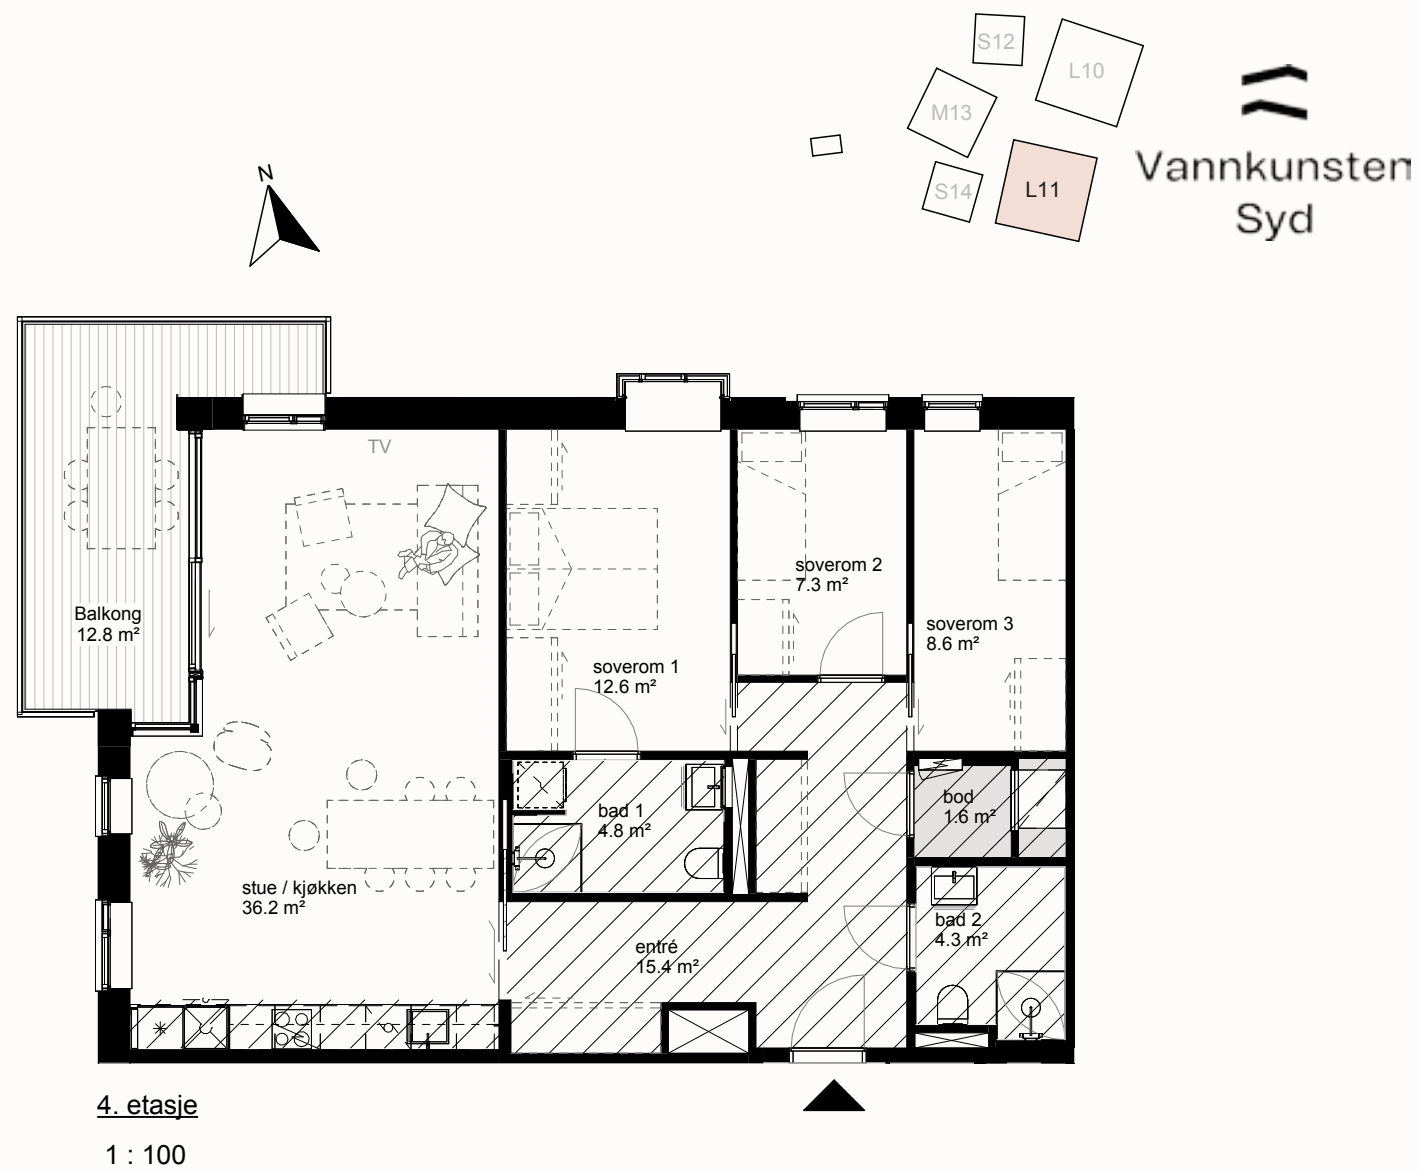 S12
L10
M13
S14
L11
Vannkunsten
Syd
N
TV
Balkong
12.8 m²
soverom 1
12.6 m²
soverom 2
7.3 m²
soverom 3
8.6 m²
bad 1
4.8 m²
bod
1.6 m²
stue / kjøkken
36.2 m²
entré
15.4 m²
bad 2
4.3 m²
4. etasje
1 : 100